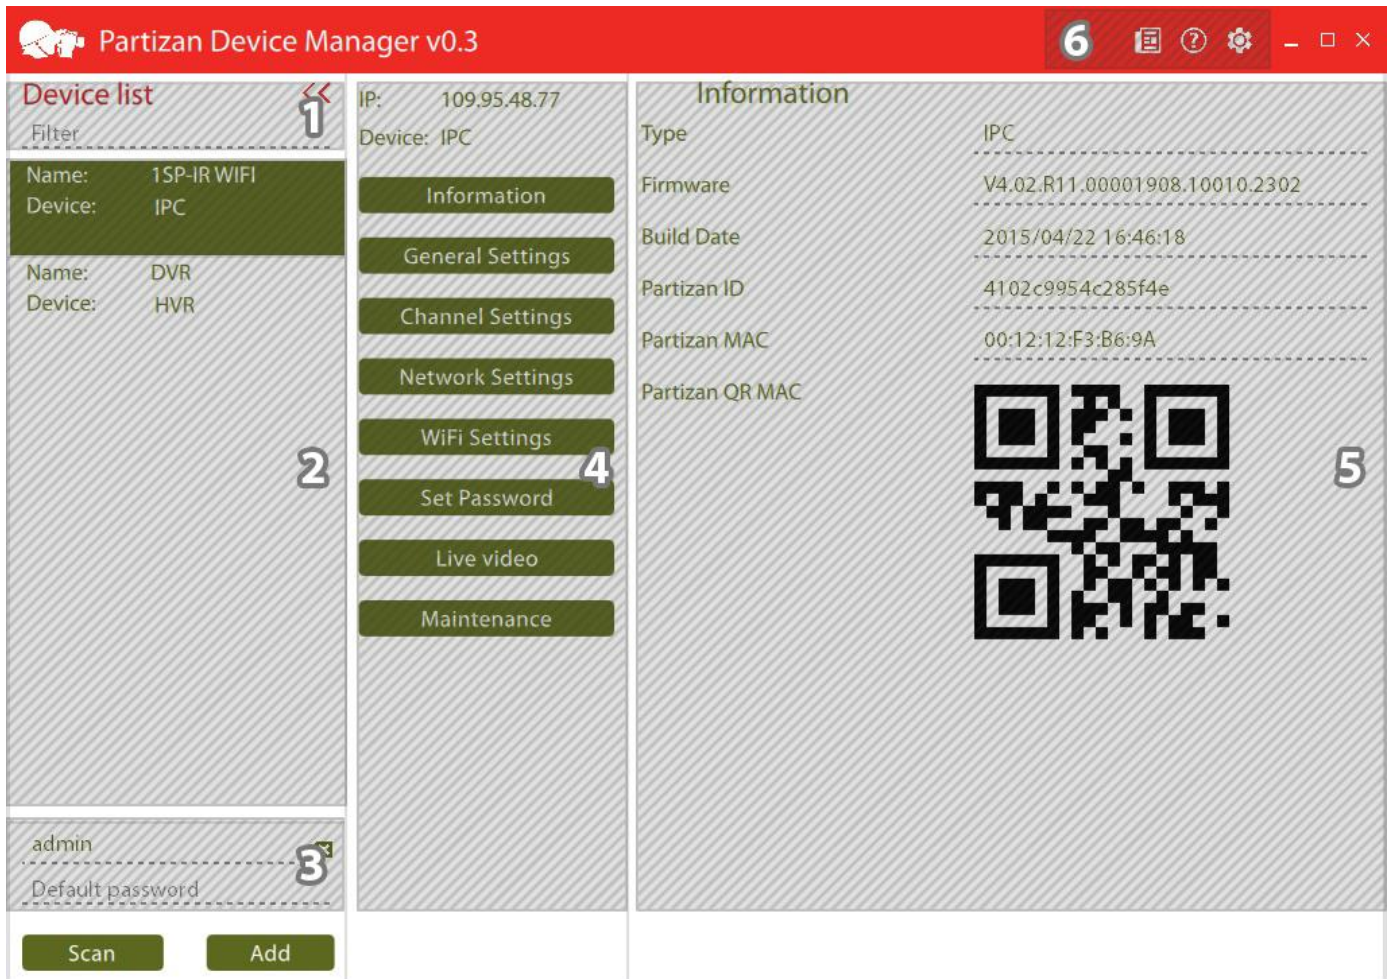 Partizan Device Manager v0.3
6
Device list
1
Filter
Name: 1SP-IR WIFI
Device: IPC
Name: DVR
Device: HVR
2
admin
3
Default password
Scan
Add
IP: 109.95.48.77
Device: IPC
Information
General Settings
Channel Settings
Network Settings
WiFi Settings
4
Set Password
Live video
Maintenance
Information
Type IPC
Firmware V4.02.R11.00001908.10010.2302
Build Date 2015/04/22 16:46:18
Partizan ID 4102c9954c285f4e
Partizan MAC 00:12:12:F3:B6:9A
Partizan QR MAC
5